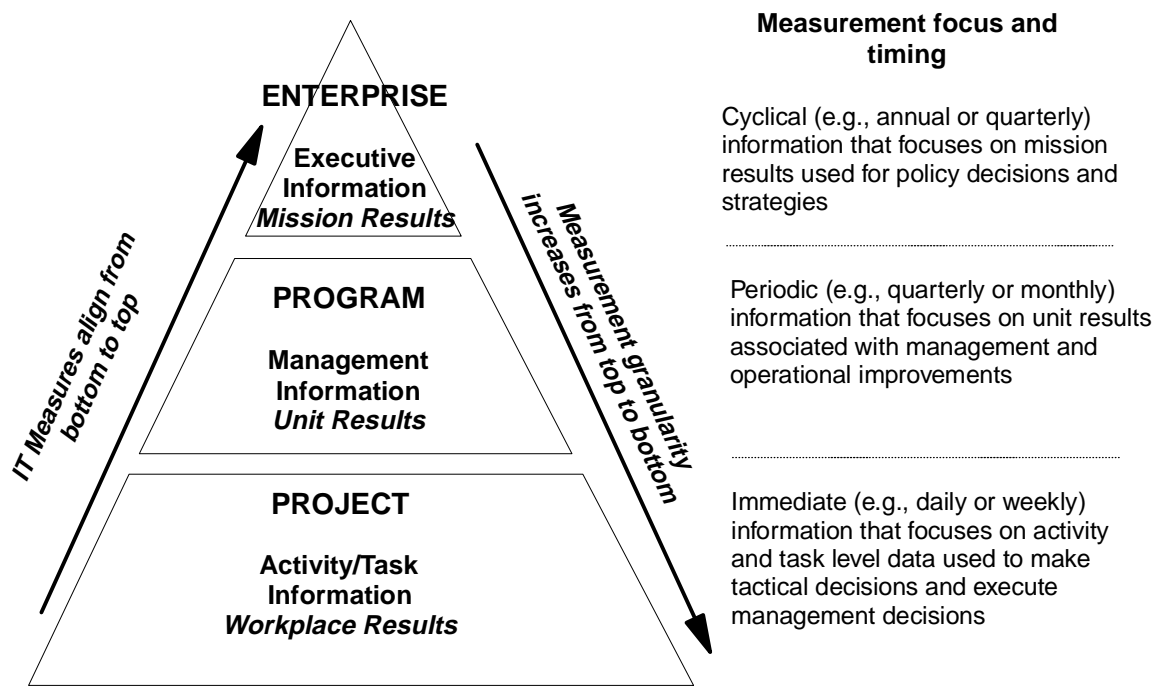 ENTERPRISE
Executive
Information
Mission Results
PROGRAM
Management
Information
Unit Results
PROJECT
Activity/Task
Information
Workplace Results
IT Measures align from
bottom to top
Measurement granularity
increases from top to bottom
Measurement focus and
timing
Cyclical (e.g., annual or quarterly)
information that focuses on mission
results used for policy decisions and
strategies
Periodic (e.g., quarterly or monthly)
information that focuses on unit results
associated with management and
operational improvements
Immediate (e.g., daily or weekly)
information that focuses on activity
and task level data used to make
tactical decisions and execute
management decisions